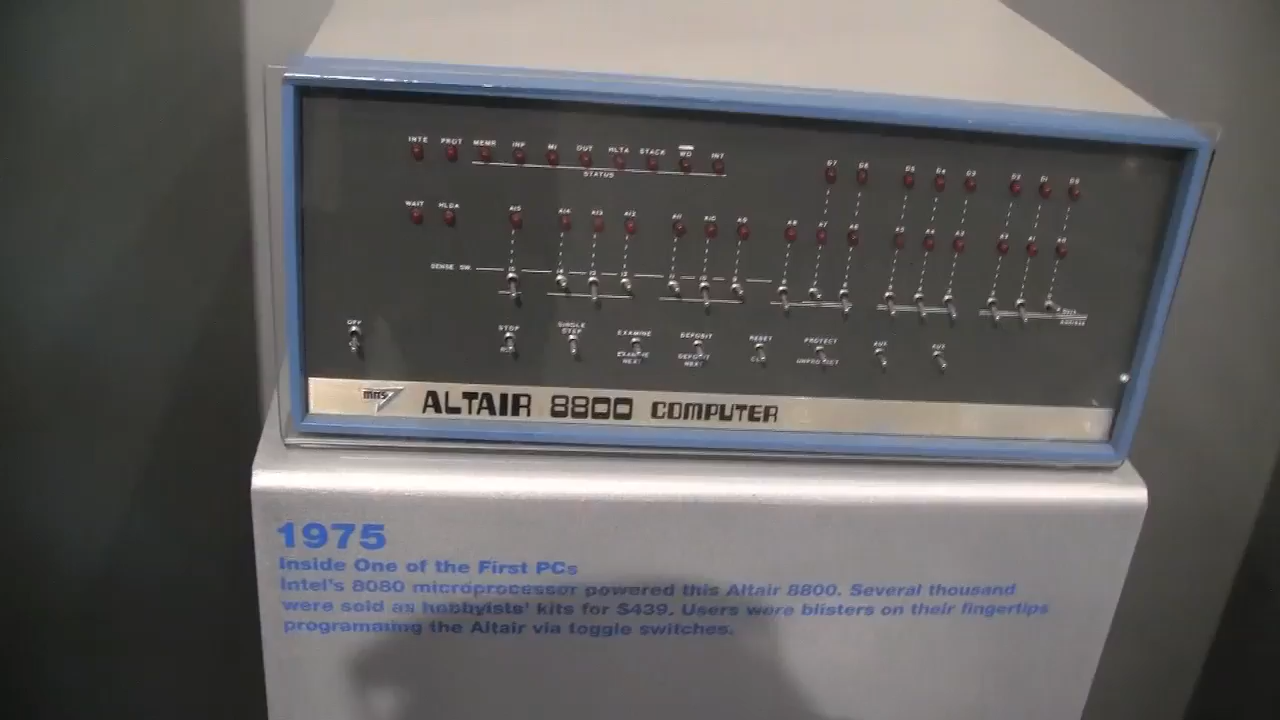 INTE PROT MEMR INP MI OUT HLTA STACK WO INT
STATUS
D7 D6 D5 D4 D3 D2 D1 D0
WAIT HLDA A15 A14 A13 A12 A11 A10 A9 A8 A7 A6 A5 A4 A3 A2 A1 A0
SENSE SW.
OFF STOP SINGLE STEP EXAMINE DEPOSIT RESET PROTECT AUX AUX
EXAMINE NEXT DEPOSIT NEXT UNPROTECT
mits ALTAIR 8800 COMPUTER
1975
Inside One of the First PCs
Intel's 8080 microprocessor powered this Altair 8800. Several thousand
were sold as hobbyists' kits for $439. Users wore blisters on their fingertips
programming the Altair via toggle switches.